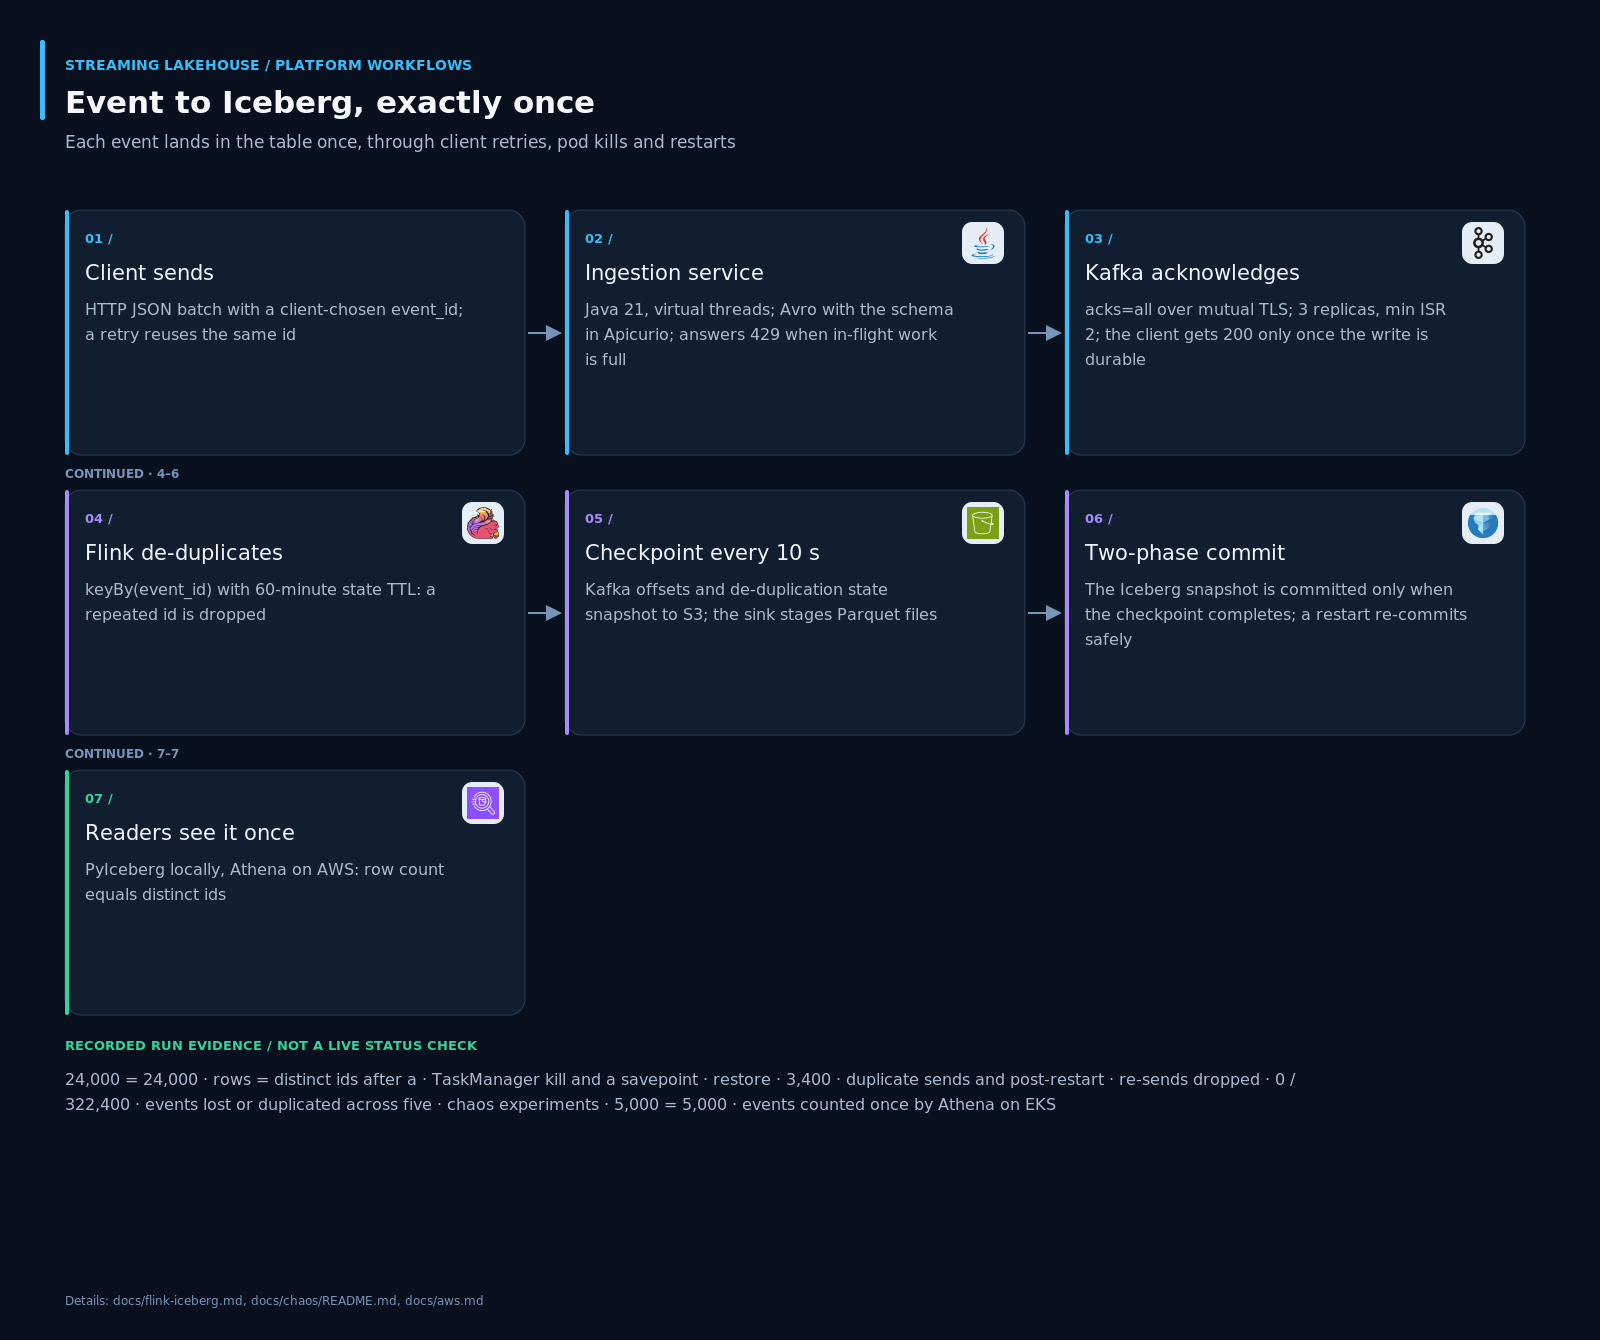 STREAMING LAKEHOUSE / PLATFORM WORKFLOWS
Event to Iceberg, exactly once
Each event lands in the table once, through client retries, pod kills and restarts
01 /
Client sends
HTTP JSON batch with a client-chosen event_id;
a retry reuses the same id
02 /
Ingestion service
Java 21, virtual threads; Avro with the schema
in Apicurio; answers 429 when in-flight work
is full
03 /
Kafka acknowledges
acks=all over mutual TLS; 3 replicas, min ISR
2; the client gets 200 only once the write is
durable
CONTINUED · 4–6
04 /
Flink de-duplicates
keyBy(event_id) with 60-minute state TTL: a
repeated id is dropped
05 /
Checkpoint every 10 s
Kafka offsets and de-duplication state
snapshot to S3; the sink stages Parquet files
06 /
Two-phase commit
The Iceberg snapshot is committed only when
the checkpoint completes; a restart re-commits
safely
CONTINUED · 7–7
07 /
Readers see it once
PyIceberg locally, Athena on AWS: row count
equals distinct ids
RECORDED RUN EVIDENCE / NOT A LIVE STATUS CHECK
24,000 = 24,000 · rows = distinct ids after a · TaskManager kill and a savepoint · restore · 3,400 · duplicate sends and post-restart · re-sends dropped · 0 /
322,400 · events lost or duplicated across five · chaos experiments · 5,000 = 5,000 · events counted once by Athena on EKS
Details: docs/flink-iceberg.md, docs/chaos/README.md, docs/aws.md